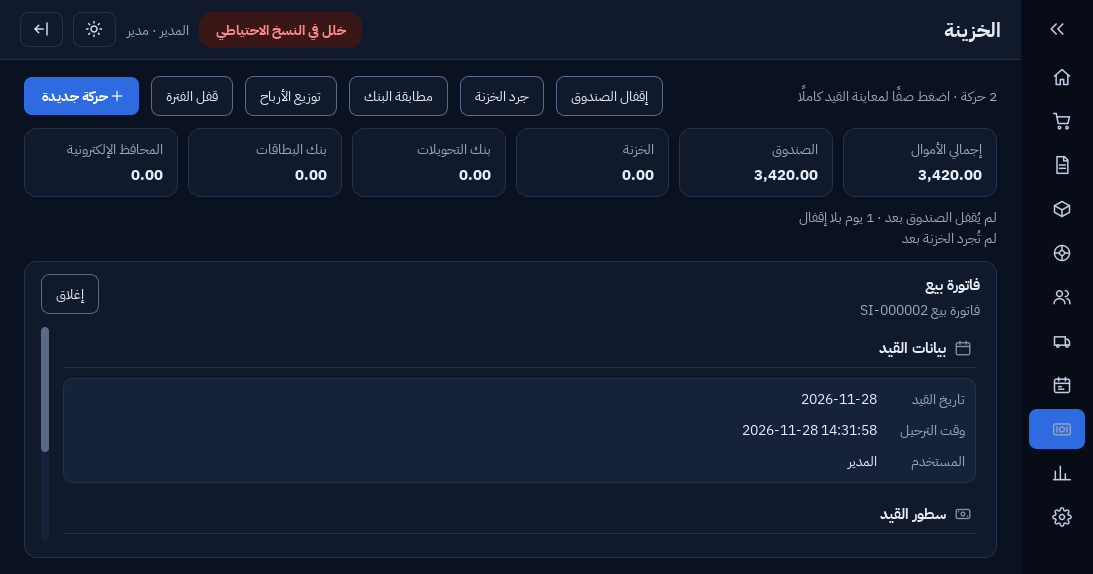 الخزينة
خلل في النسخ الاحتياطي
المدير · مدير
2 حركة · اضغط صفًا لمعاينة القيد كاملًا
إقفال الصندوق
جرد الخزنة
مطابقة البنك
توزيع الأرباح
قفل الفترة
+ حركة جديدة
إجمالي الأموال
3,420.00
الصندوق
3,420.00
الخزنة
0.00
بنك التحويلات
0.00
بنك البطاقات
0.00
المحافظ الإلكترونية
0.00
لم يُقفل الصندوق بعد · 1 يوم بلا إقفال
لم تُجرد الخزنة بعد
فاتورة بيع
فاتورة بيع SI-000002
إغلاق
بيانات القيد
تاريخ القيد 2026-11-28
وقت الترحيل 2026-11-28 14:31:58
المستخدم المدير
سطور القيد